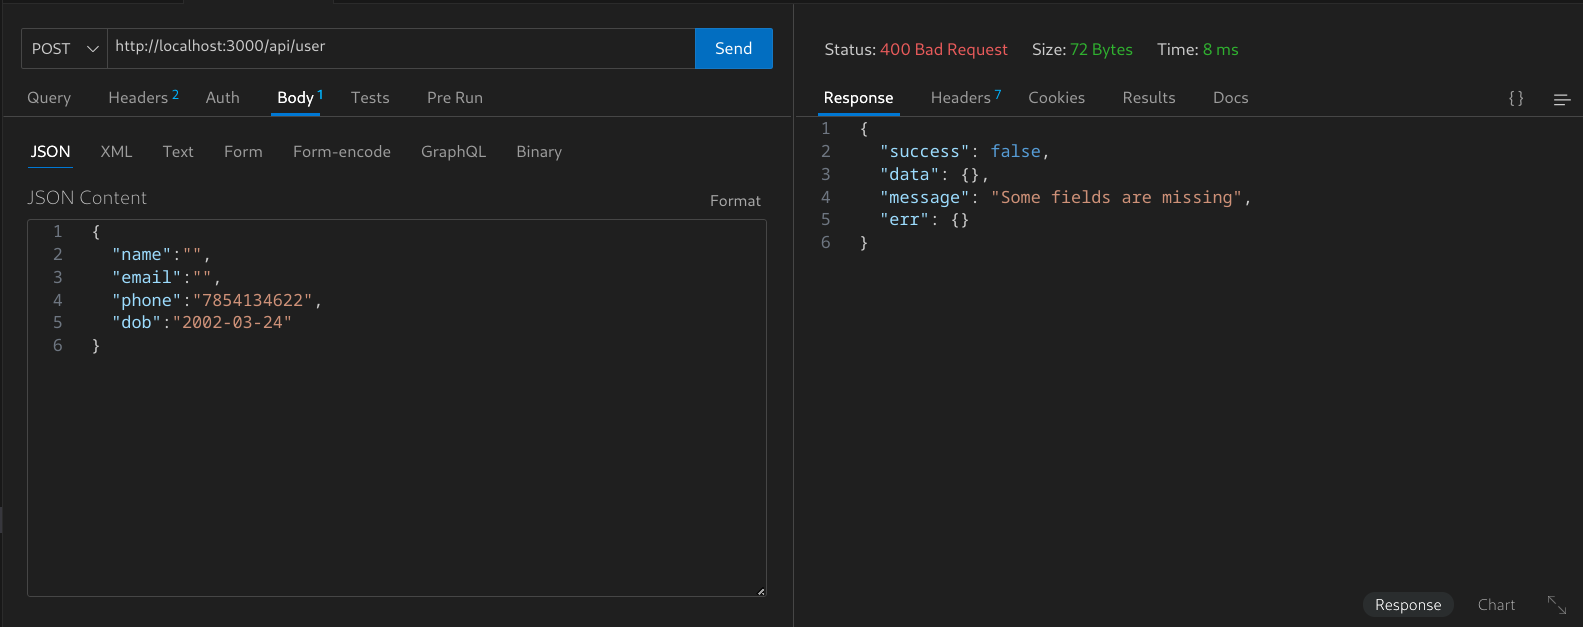 POST http://localhost:3000/api/user Send
Query Headers 2 Auth Body 1 Tests Pre Run
JSON XML Text Form Form-encode GraphQL Binary
JSON Content Format
1 {
2 "name":"",
3 "email":"",
4 "phone":"7854134622",
5 "dob":"2002-03-24"
6 }
Status: 400 Bad Request Size: 72 Bytes Time: 8 ms
Response Headers 7 Cookies Results Docs { }
1 {
2 "success": false,
3 "data": {},
4 "message": "Some fields are missing",
5 "err": {}
6 }
Response Chart